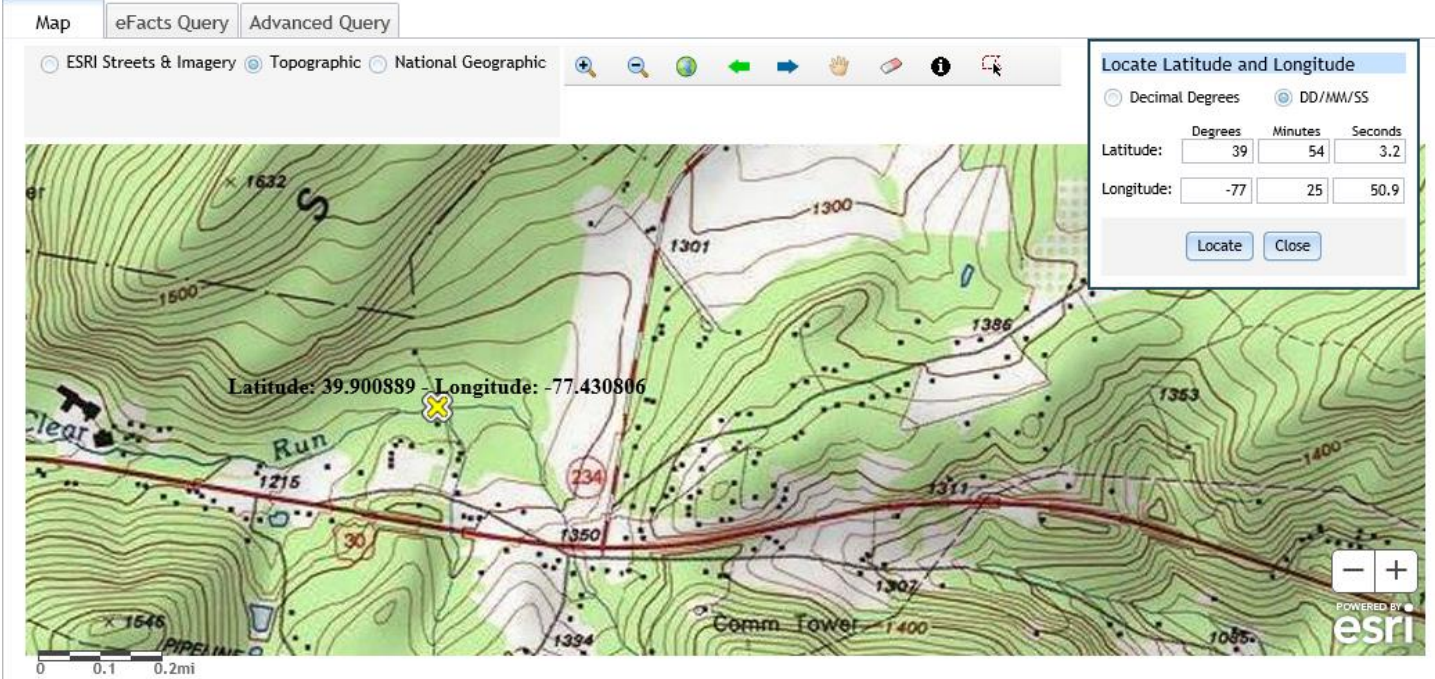 Map eFacts Query Advanced Query
ESRI Streets & Imagery Topographic National Geographic
Locate Latitude and Longitude
Decimal Degrees DD/MM/SS
Degrees Minutes Seconds
Latitude: 39 54 3.2
Longitude: -77 25 50.9
Locate Close
1632
S
er
1300
1301
1500
1386
Latitude: 39.900889 - Longitude: -77.430806
1353
Clear
Run
1400
234
1215
1311
30
1350
1307
Comm Tower 1400
1546
1394
1085
PIPELINE
0 0.1 0.2mi
− +
POWERED BY
esri